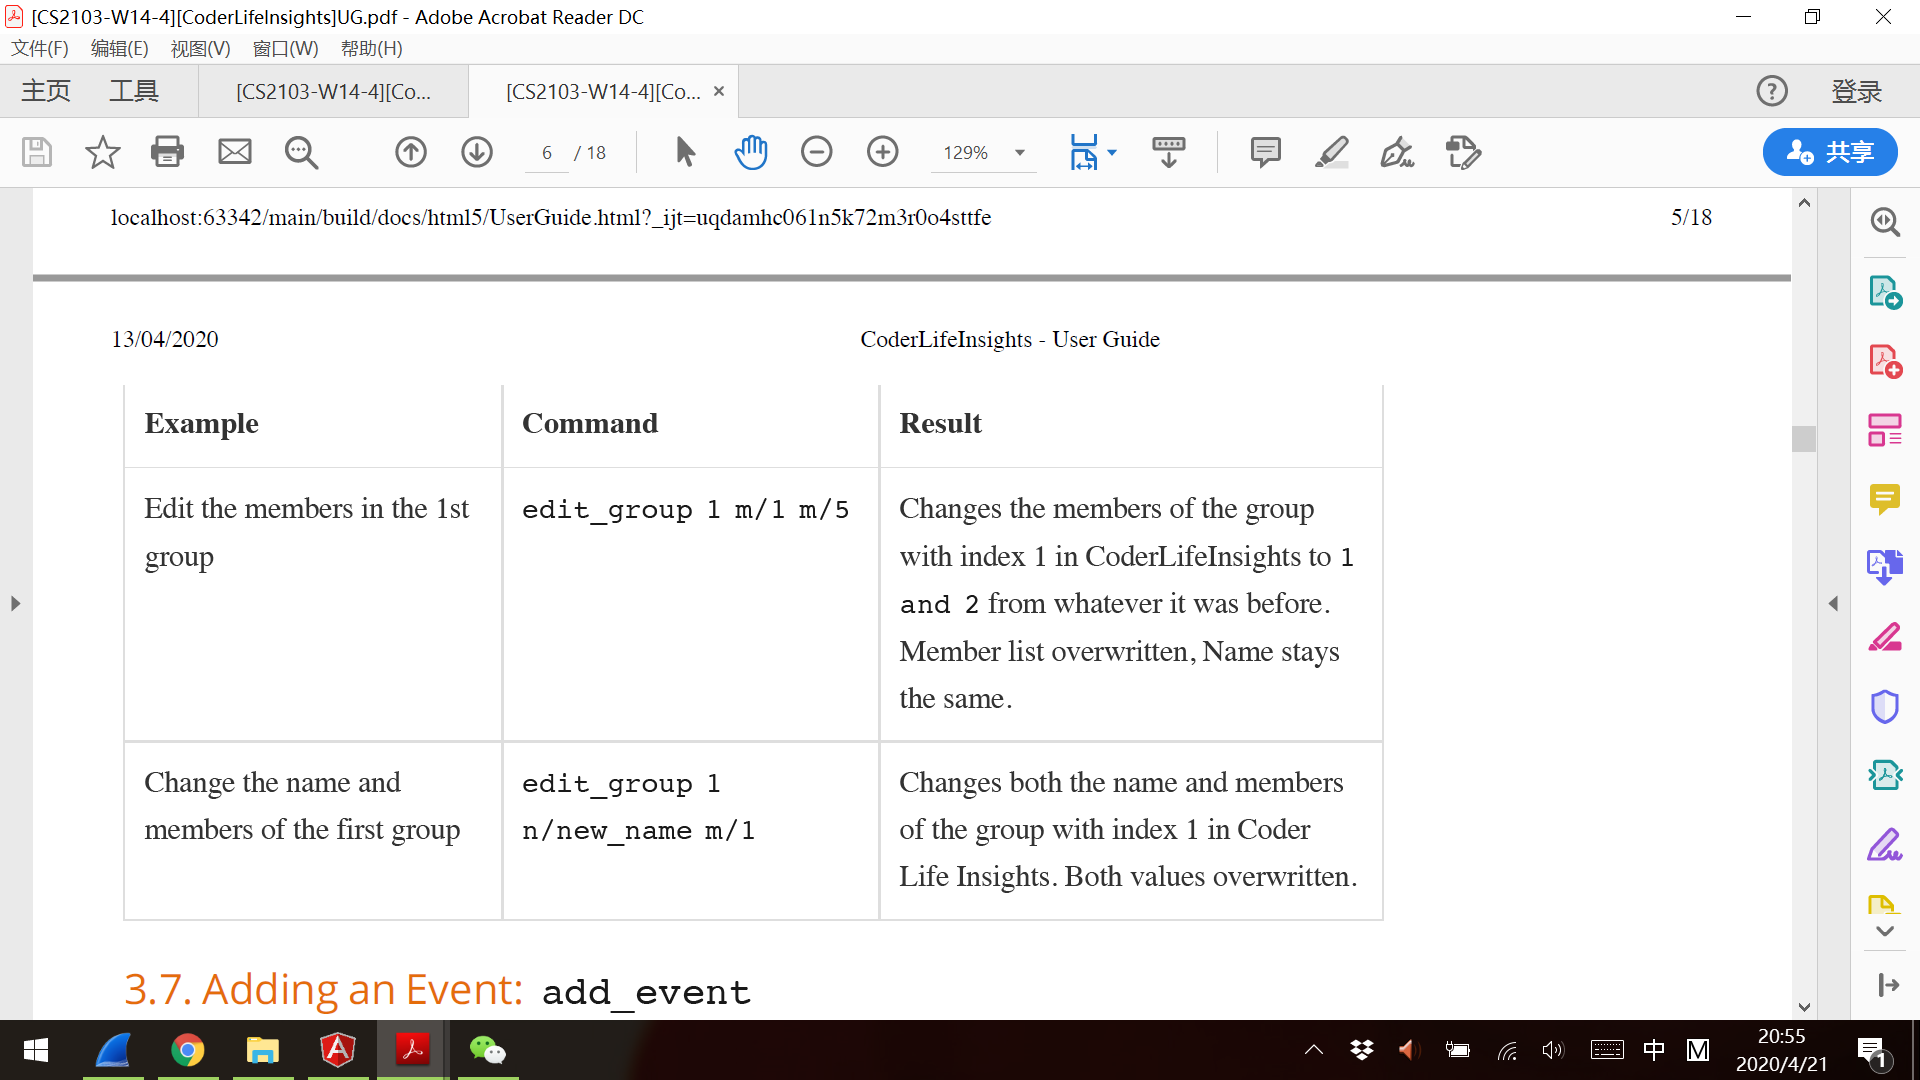 [CS2103-W14-4][CoderLifeInsights]UG.pdf - Adobe Acrobat Reader DC
文件(F) 编辑(E) 视图(V) 窗口(W) 帮助(H)
主页 工具 [CS2103-W14-4][Co... [CS2103-W14-4][Co... 登录
6 / 18 129% 共享
localhost:63342/main/build/docs/html5/UserGuide.html?_ijt=uqdamhc061n5k72m3r0o4sttfe 5/18
13/04/2020 CoderLifeInsights - User Guide
Example Command Result
Edit the members in the 1st edit_group 1 m/1 m/5 Changes the members of the group
group with index 1 in CoderLifeInsights to 1
and 2 from whatever it was before.
Member list overwritten, Name stays
the same.
Change the name and edit_group 1 Changes both the name and members
members of the first group n/new_name m/1 of the group with index 1 in Coder
Life Insights. Both values overwritten.
3.7. Adding an Event: add_event
中 M 20:55
2020/4/21 1